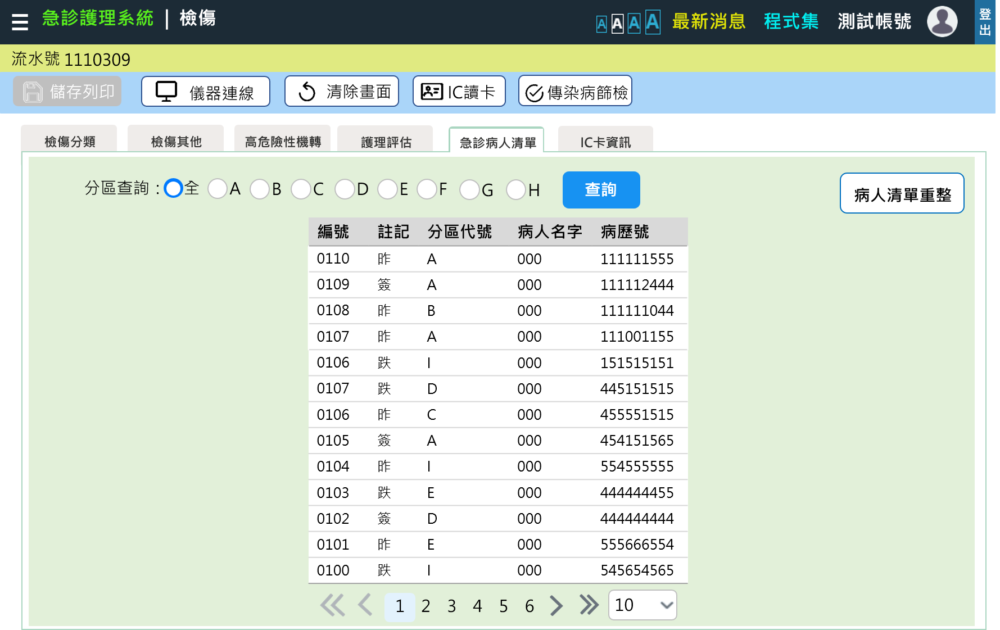 急診護理系統 | 檢傷
A A A A 最新消息 程式集 測試帳號 登出
流水號 1110309
儲存列印 儀器連線 清除畫面 IC讀卡 傳染病篩檢
檢傷分類 檢傷其他 高危險性機轉 護理評估 急診病人清單 IC卡資訊
分區查詢 : 全 A B C D E F G H 查詢 病人清單重整
編號 註記 分區代號 病人名字 病歷號
0110 昨 A 000 111111555
0109 簽 A 000 111112444
0108 昨 B 000 111111044
0107 昨 A 000 111001155
0106 跌 I 000 151515151
0107 跌 D 000 445151515
0106 昨 C 000 455551515
0105 簽 A 000 454151565
0104 昨 I 000 554555555
0103 跌 E 000 444444455
0102 簽 D 000 444444444
0101 昨 E 000 555666554
0100 跌 I 000 545654565
1 2 3 4 5 6 10